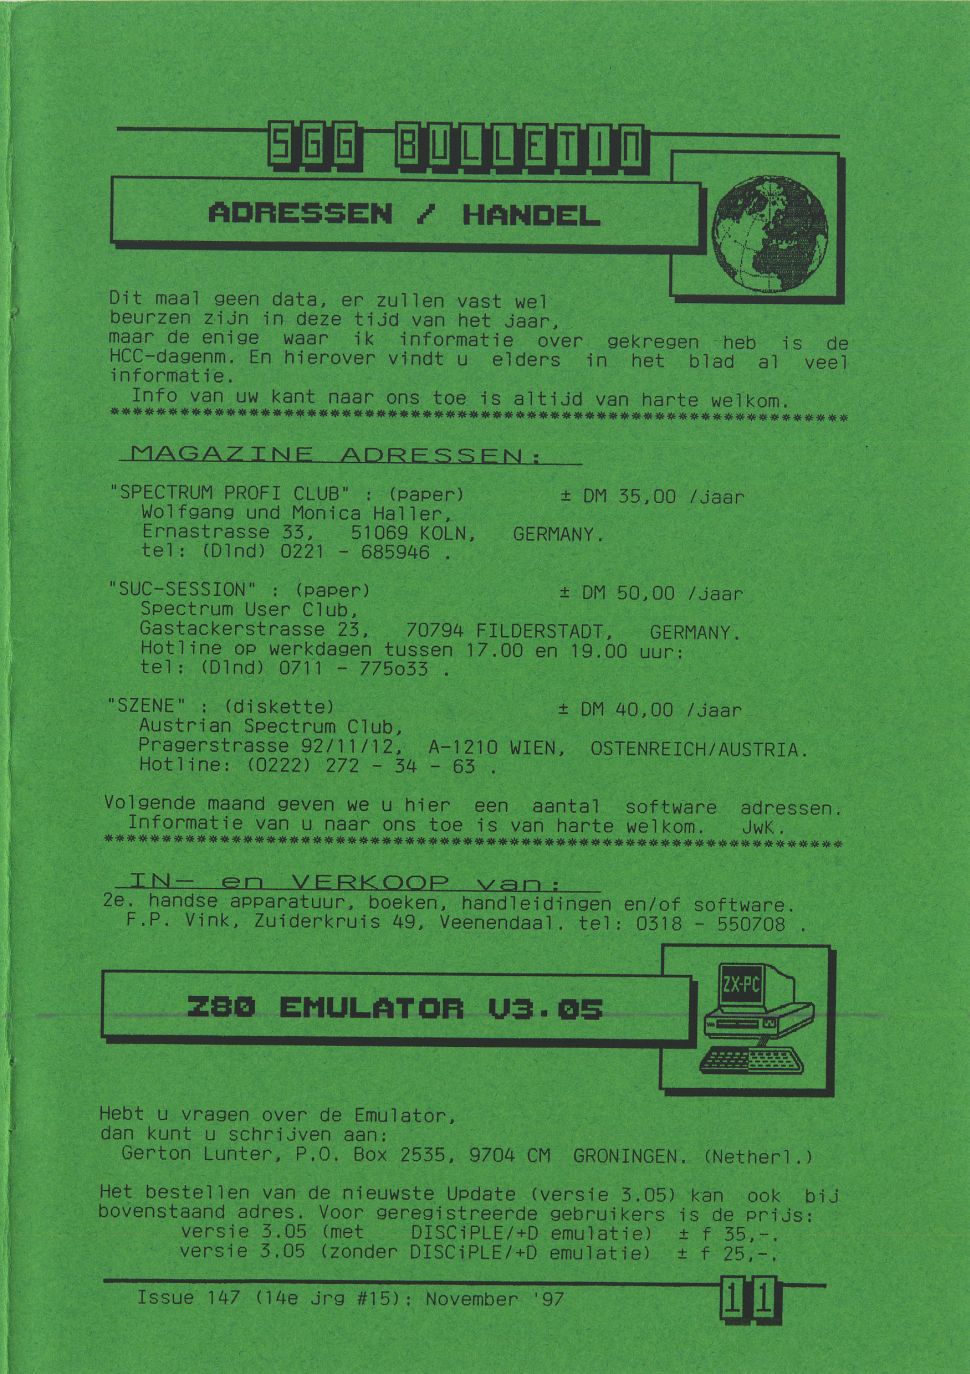 SGG BULLETIN
ADRESSEN / HANDEL
Dit maal geen data, er zullen vast wel
beurzen zijn in deze tijd van het jaar,
maar de enige waar ik informatie over gekregen heb is de
HCC-dagenm. En hierover vindt u elders in het blad al veel
informatie.
Info van uw kant naar ons toe is altijd van harte welkom.
****************************************************************
MAGAZINE ADRESSEN:
"SPECTRUM PROFI CLUB" : (paper) ± DM 35,00 /jaar
Wolfgang und Monica Haller,
Ernastrasse 33, 51069 KOLN, GERMANY.
tel: (Dlnd) 0221 - 685946 .
"SUC-SESSION" : (paper) ± DM 50,00 /jaar
Spectrum User Club,
Gastackerstrasse 23, 70794 FILDERSTADT, GERMANY.
Hotline op werkdagen tussen 17.00 en 19.00 uur:
tel: (Dlnd) 0711 - 775o33 .
"SZENE" : (diskette) ± DM 40,00 /jaar
Austrian Spectrum Club,
Pragerstrasse 92/11/12, A-1210 WIEN, OSTENREICH/AUSTRIA.
Hotline: (0222) 272 - 34 - 63 .
Volgende maand geven we u hier een aantal software adressen.
Informatie van u naar ons toe is van harte welkom. JwK.
****************************************************************
IN- en VERKOOP van:
2e. handse apparatuur, boeken, handleidingen en/of software.
F.P. Vink, Zuiderkruis 49, Veenendaal. tel: 0318 - 550708 .
ZX-PC
Z80 EMULATOR V3.05
Hebt u vragen over de Emulator,
dan kunt u schrijven aan:
Gerton Lunter, P.O. Box 2535, 9704 CM GRONINGEN. (Netherl.)
Het bestellen van de nieuwste Update (versie 3.05) kan ook bij
bovenstaand adres. Voor geregistreerde gebruikers is de prijs:
versie 3.05 (met DISCiPLE/+D emulatie) ± f 35,-.
versie 3.05 (zonder DISCiPLE/+D emulatie) ± f 25,-.
Issue 147 (14e jrg #15): November '97
11